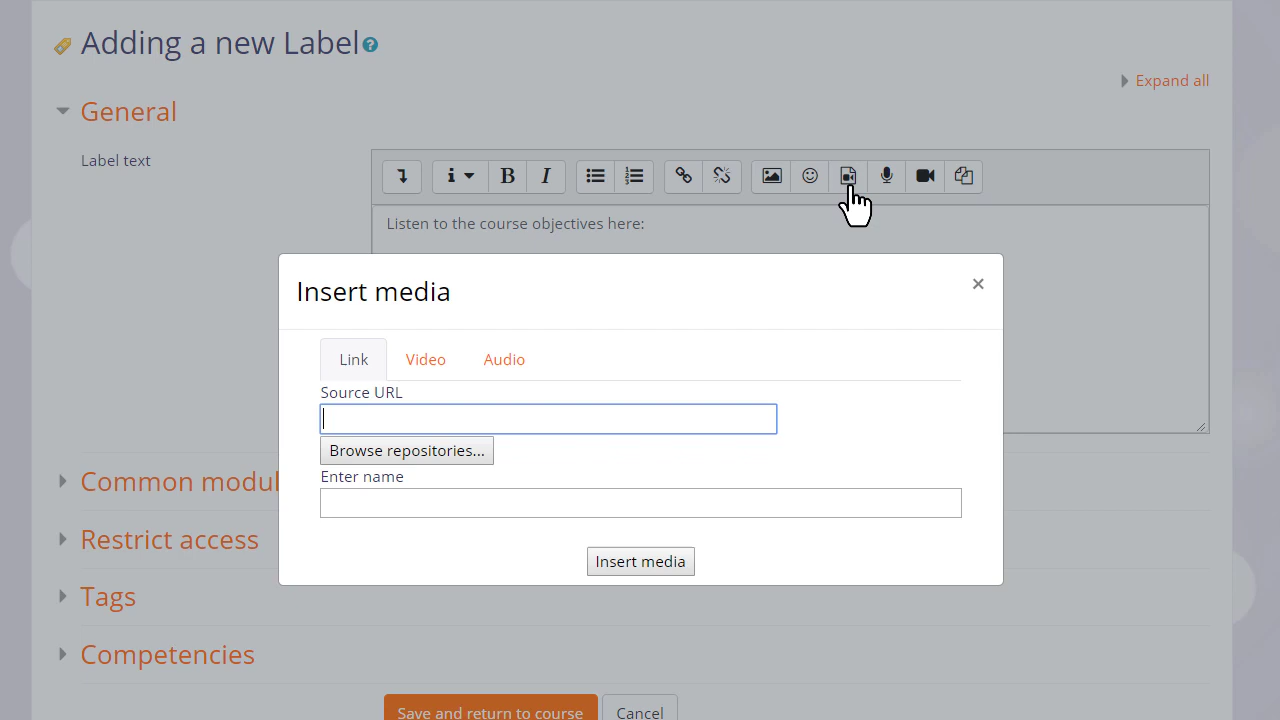 Adding a new Label
Expand all
General
Label text
Listen to the course objectives here:
Insert media
×
Link Video Audio
Source URL
Browse repositories...
Enter name
Insert media
Common modul
Restrict access
Tags
Competencies
Save and return to course Cancel